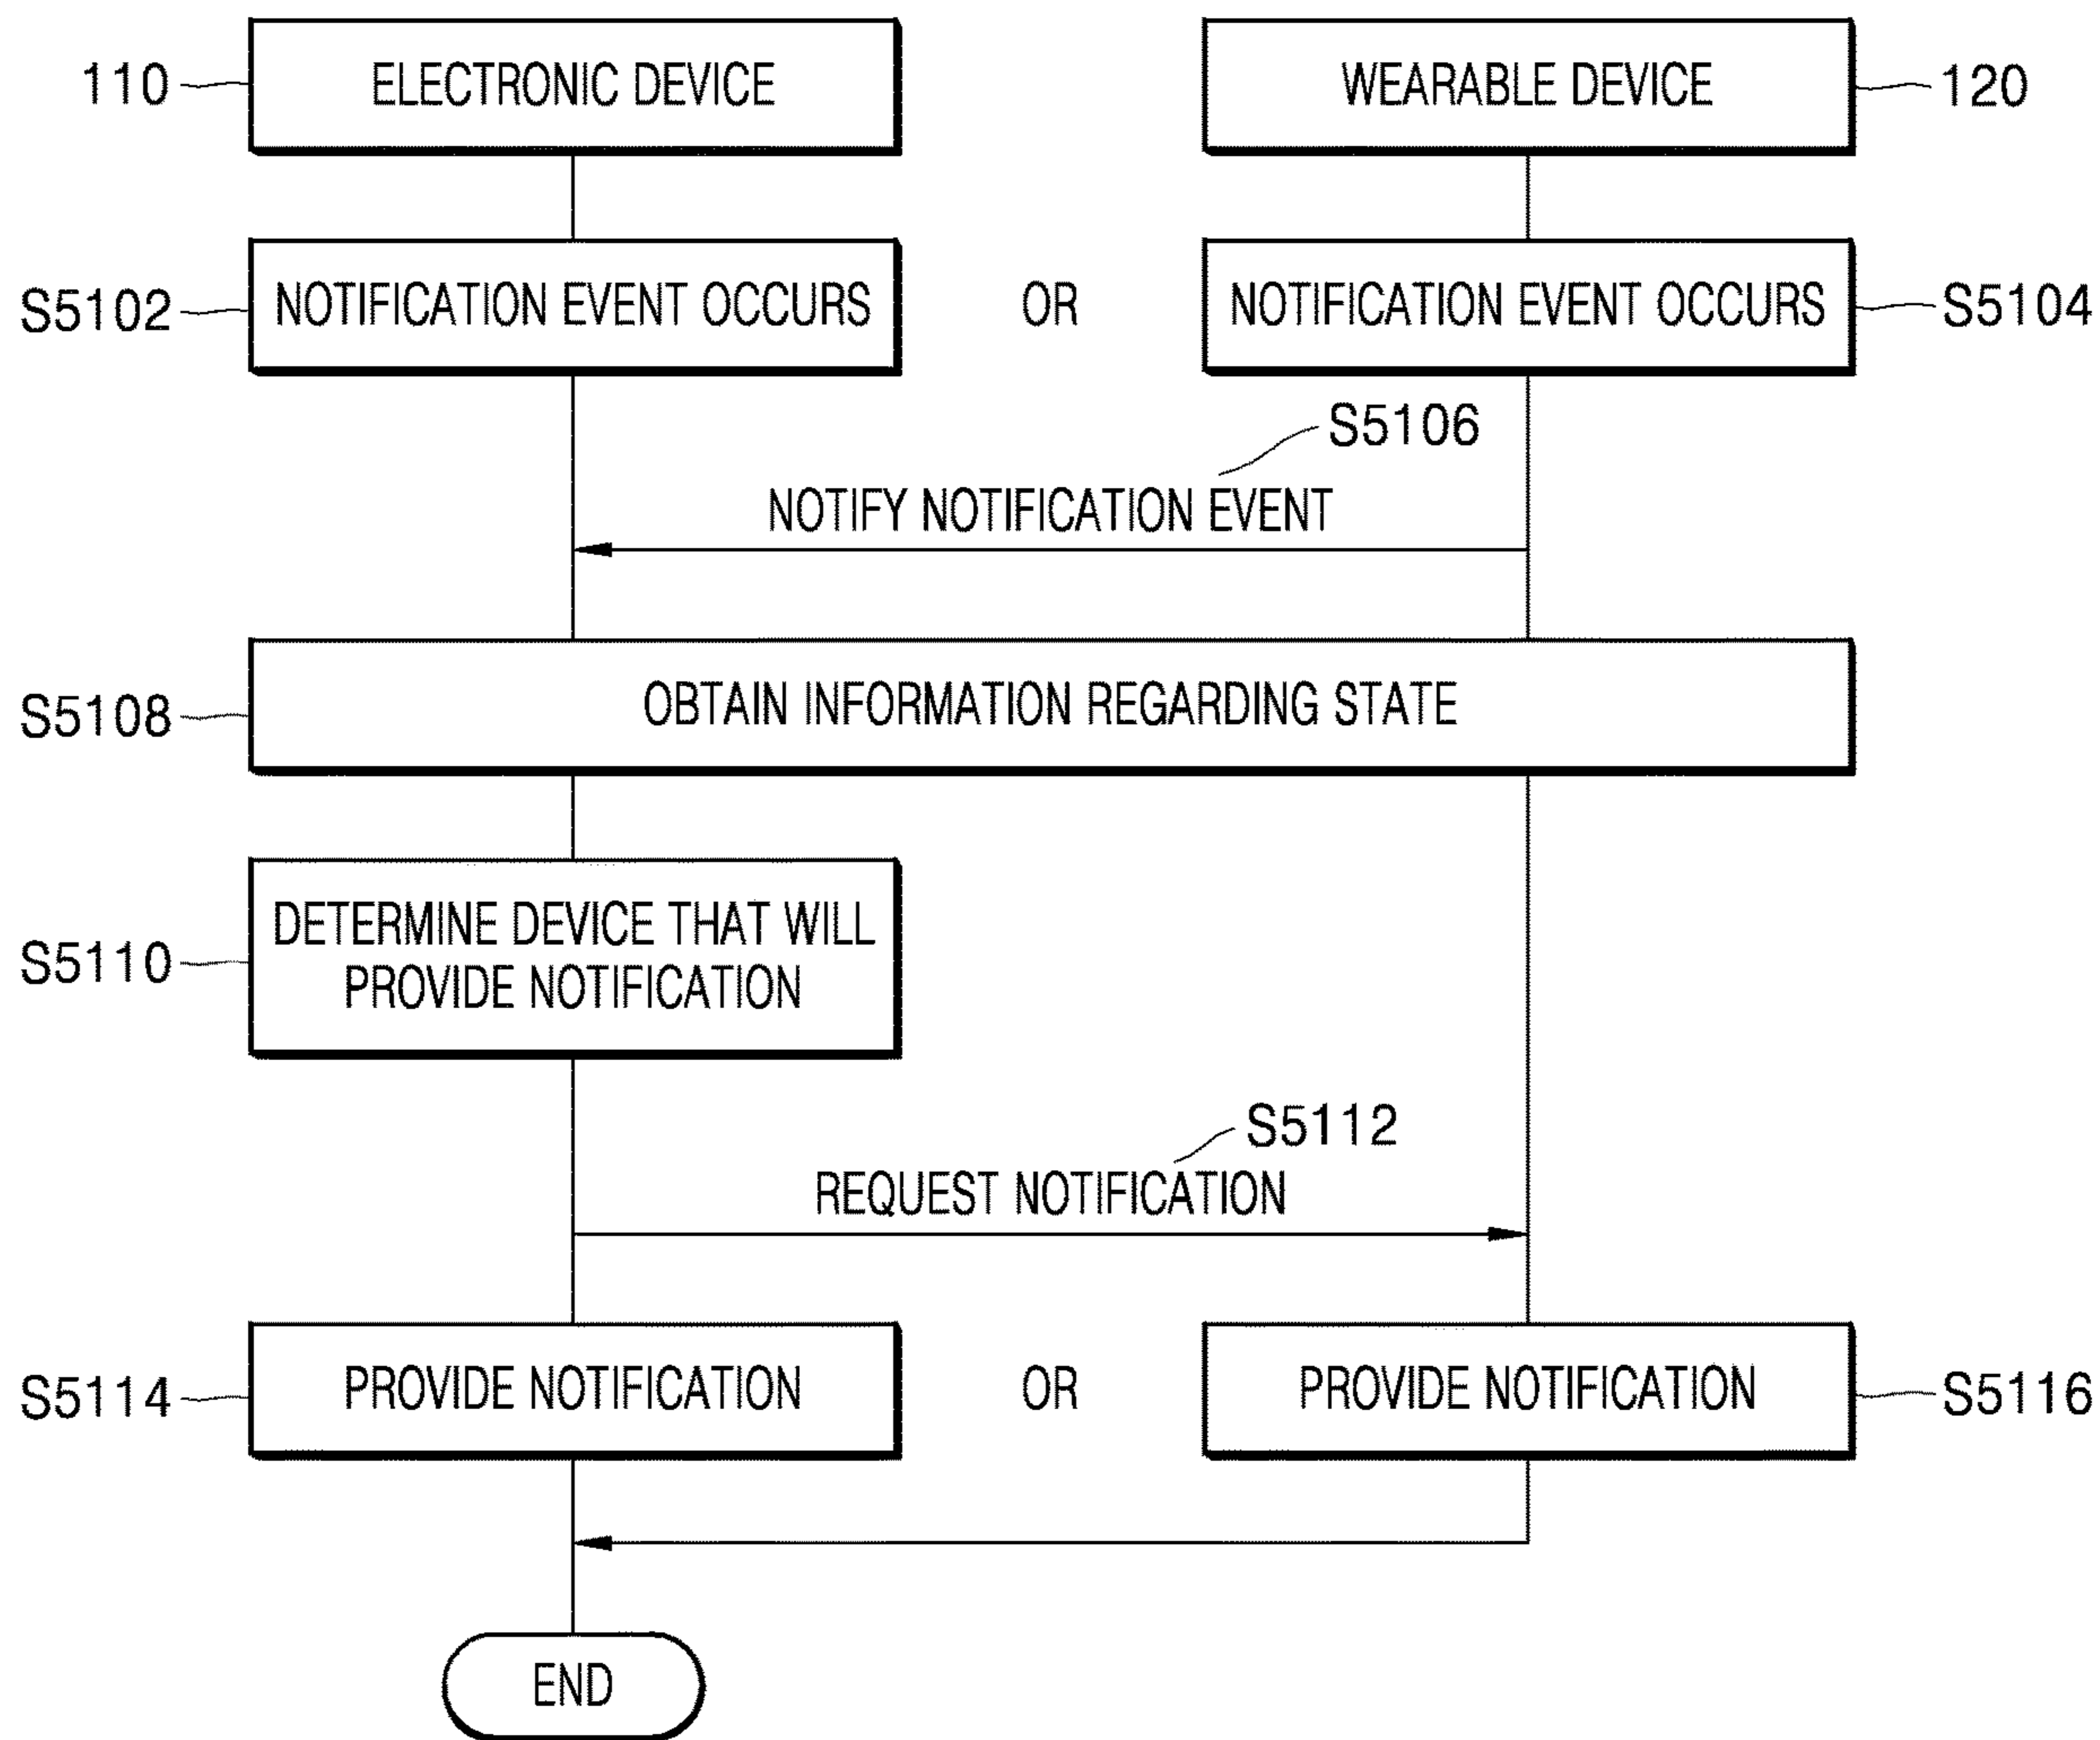 110
ELECTRONIC DEVICE
WEARABLE DEVICE
120
S5102
NOTIFICATION EVENT OCCURS
OR
NOTIFICATION EVENT OCCURS
S5104
S5106
NOTIFY NOTIFICATION EVENT
S5108
OBTAIN INFORMATION REGARDING STATE
S5110
DETERMINE DEVICE THAT WILL
PROVIDE NOTIFICATION
S5112
REQUEST NOTIFICATION
S5114
PROVIDE NOTIFICATION
OR
PROVIDE NOTIFICATION
S5116
END